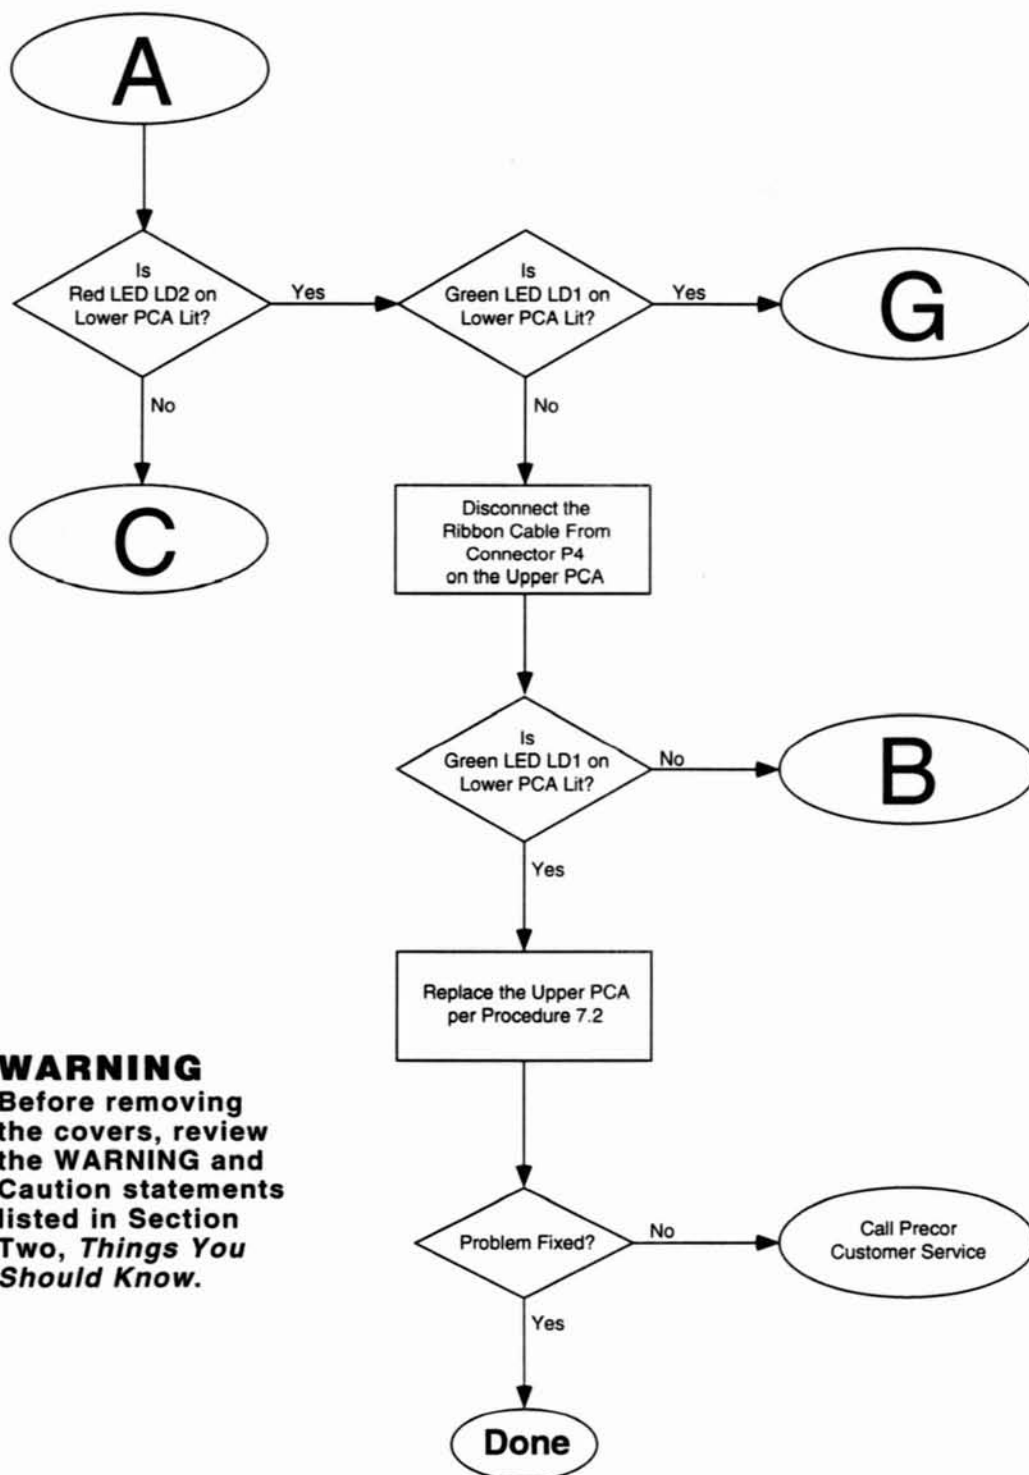 A
Is
Red LED LD2 on
Lower PCA Lit?
Yes
Is
Green LED LD1 on
Lower PCA Lit?
Yes
G
No
No
C
Disconnect the
Ribbon Cable From
Connector P4
on the Upper PCA
Is
Green LED LD1 on
Lower PCA Lit?
No
B
Yes
Replace the Upper PCA
per Procedure 7.2
WARNING
Before removing
the covers, review
the WARNING and
Caution statements
listed in Section
Two, Things You
Should Know.
Problem Fixed?
No
Call Precor
Customer Service
Yes
Done